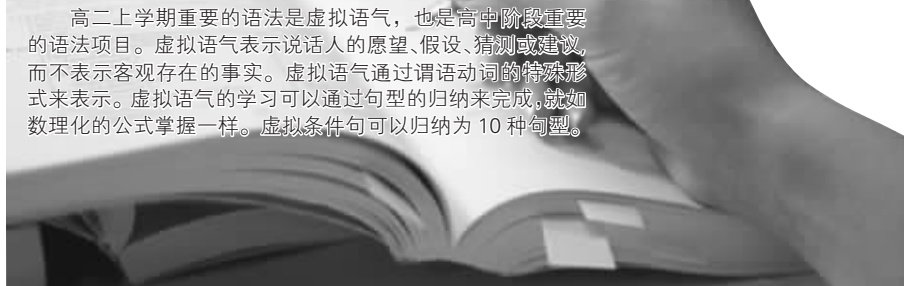 高二上学期重要的语法是虚拟语气，也是高中阶段重要
的语法项目。虚拟语气表示说话人的愿望、假设、猜测或建议，
而不表示客观存在的事实。虚拟语气通过谓语动词的特殊形
式来表示。虚拟语气的学习可以通过句型的归纳来完成，就如
数理化的公式掌握一样。虚拟条件句可以归纳为 10 种句型。